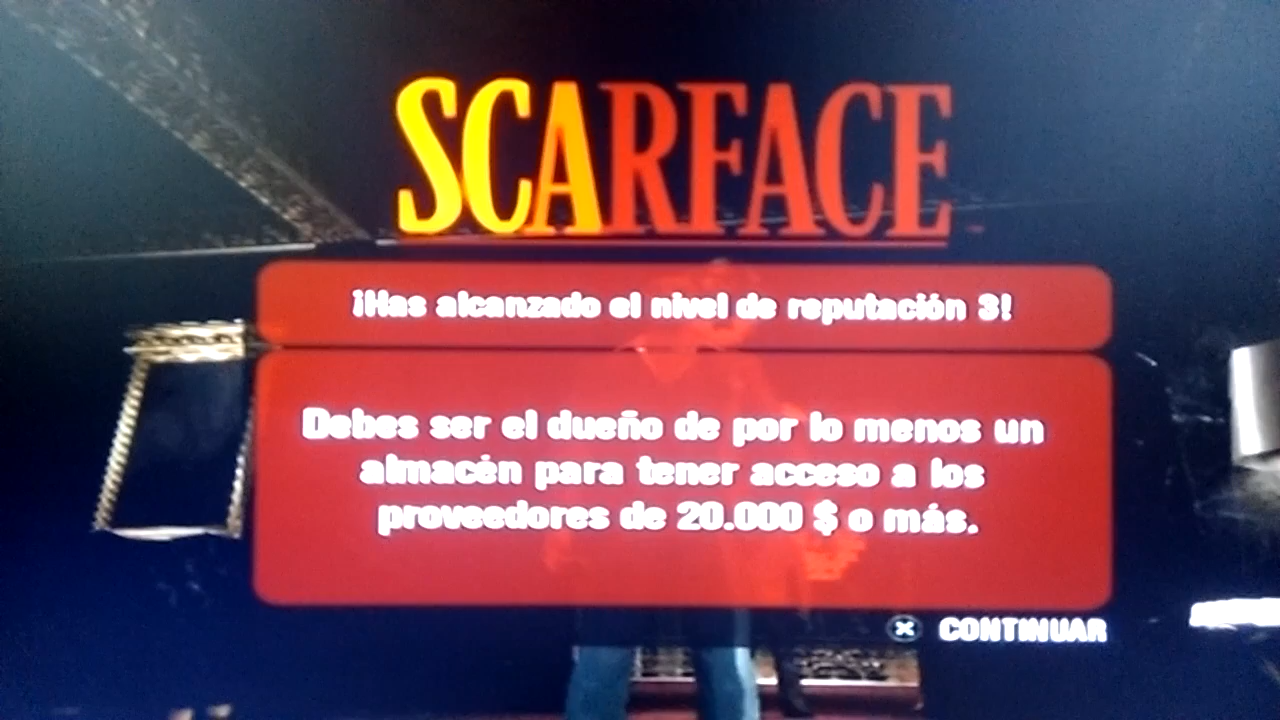 SCARFACE
¡Has alcanzado el nivel de reputación 3!
Debes ser el dueño de por lo menos un
almacén para tener acceso a los
proveedores de 20.000 $ o más.
CONTINUAR